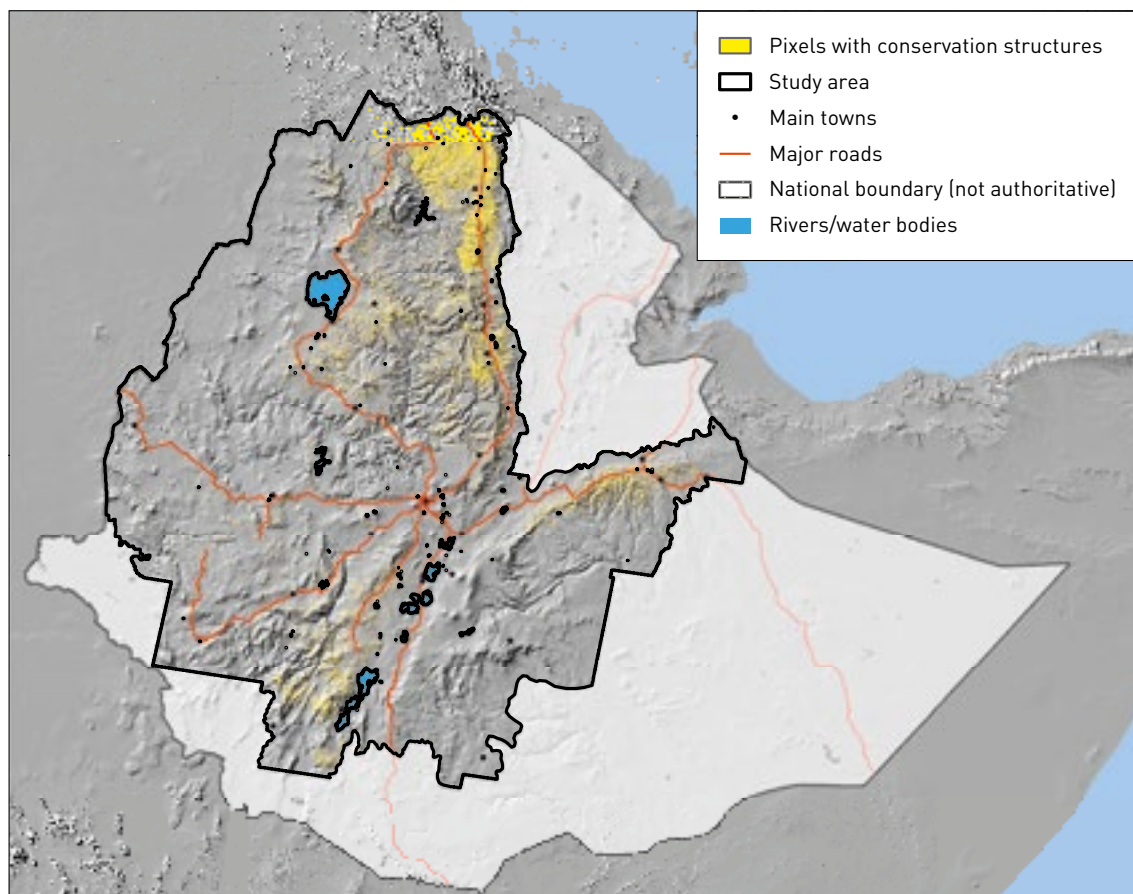 Pixels with conservation structures
Study area
Main towns
Major roads
National boundary (not authoritative)
Rivers/water bodies